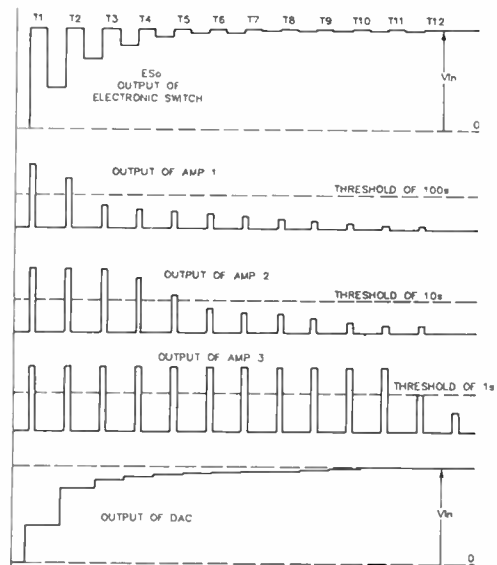 T1 T2 T3 T4 T5 T6 T7 T8 T9 T10 T11 T12
ESo
OUTPUT OF
ELECTRONIC SWITCH
VIn
0
OUTPUT OF AMP 1
THRESHOLD OF 100s
OUTPUT OF AMP 2
THRESHOLD OF 10s
OUTPUT OF AMP 3
THRESHOLD OF 1s
OUTPUT OF DAC
VIn
0